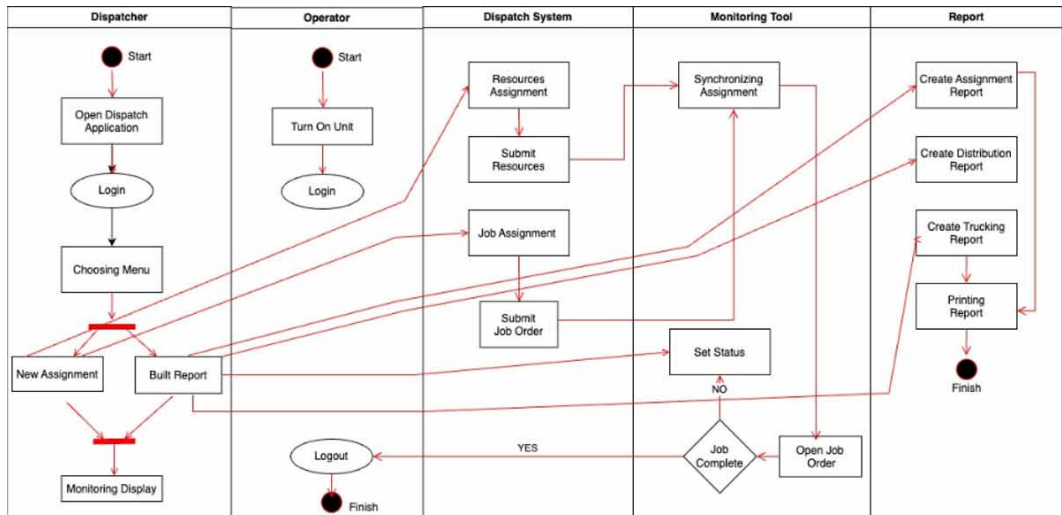 Dispatcher
Operator
Dispatch System
Monitoring Tool
Report
Start
Open Dispatch
Application
Login
Choosing Menu
New Assignment
Built Report
Monitoring Display
Start
Turn On Unit
Login
Logout
Finish
Resources
Assignment
Submit
Resources
Job Assignment
Submit
Job Order
YES
Synchronizing
Assignment
Set Status
NO
Job
Complete
Open Job
Order
Create Assignment
Report
Create Distribution
Report
Create Trucking
Report
Printing
Report
Finish